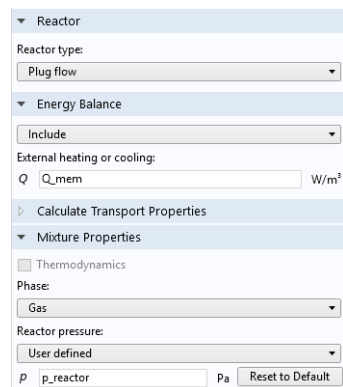 Reactor
Reactor type:
Plug flow
Energy Balance
Include
External heating or cooling:
Q Q_mem W/m³
Calculate Transport Properties
Mixture Properties
Thermodynamics
Phase:
Gas
Reactor pressure:
User defined
p p_reactor Pa Reset to Default